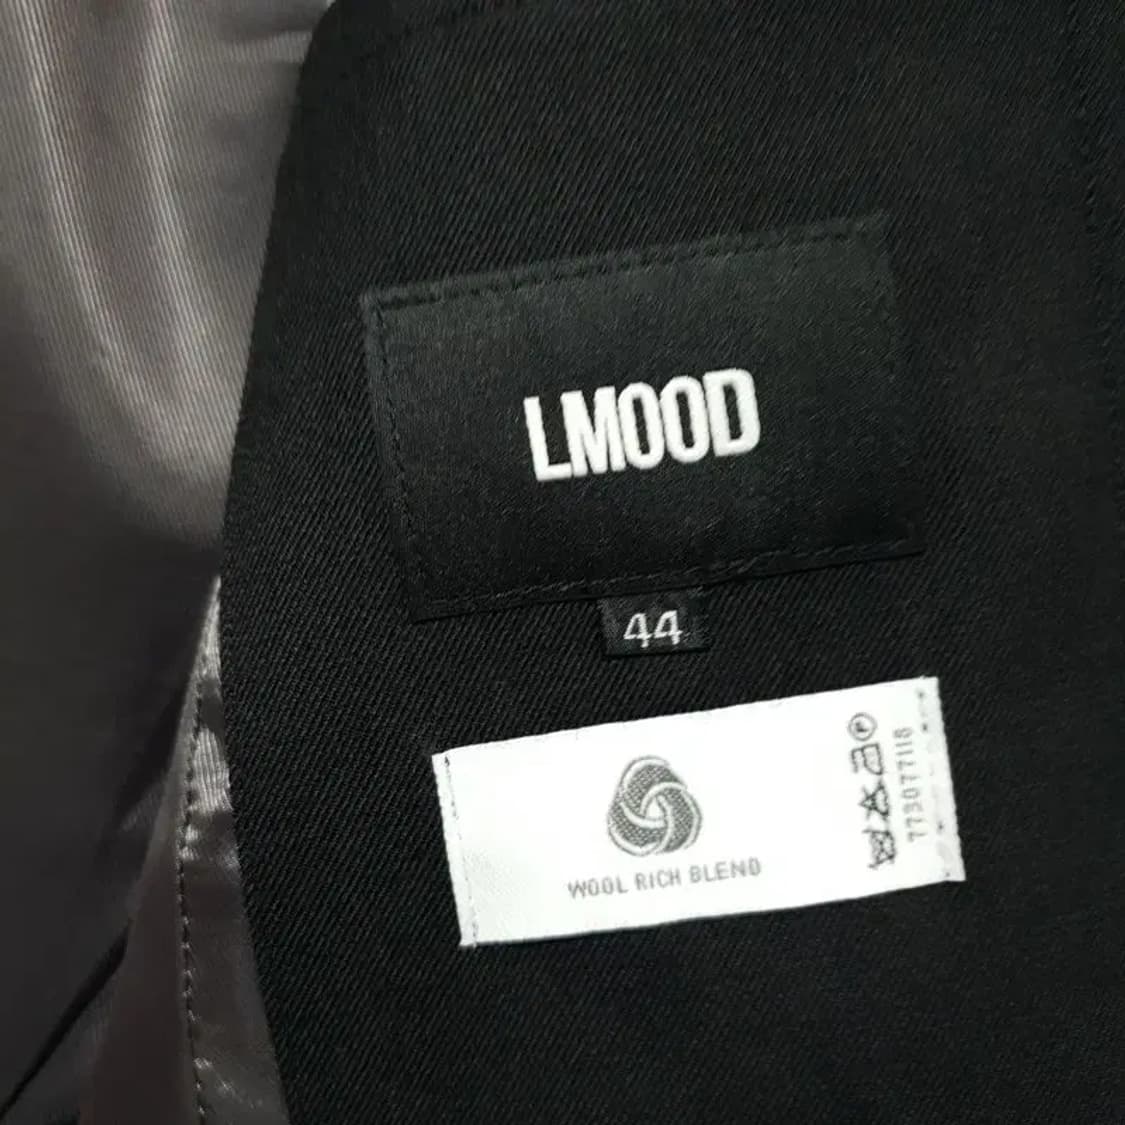 LMOOD
44
WOOL RICH BLEND
773077118